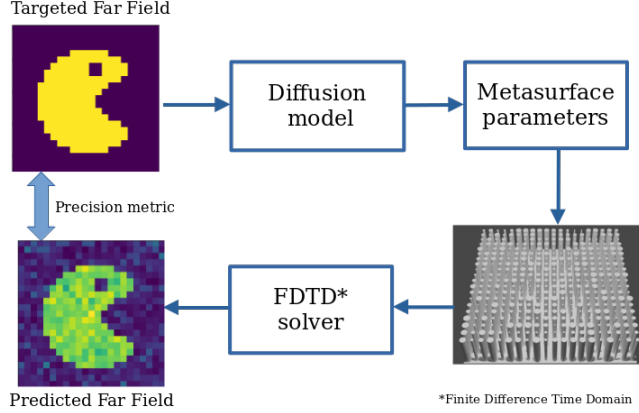 Targeted Far Field
Diffusion
model
Metasurface
parameters
Precision metric
FDTD*
solver
Predicted Far Field
*Finite Difference Time Domain